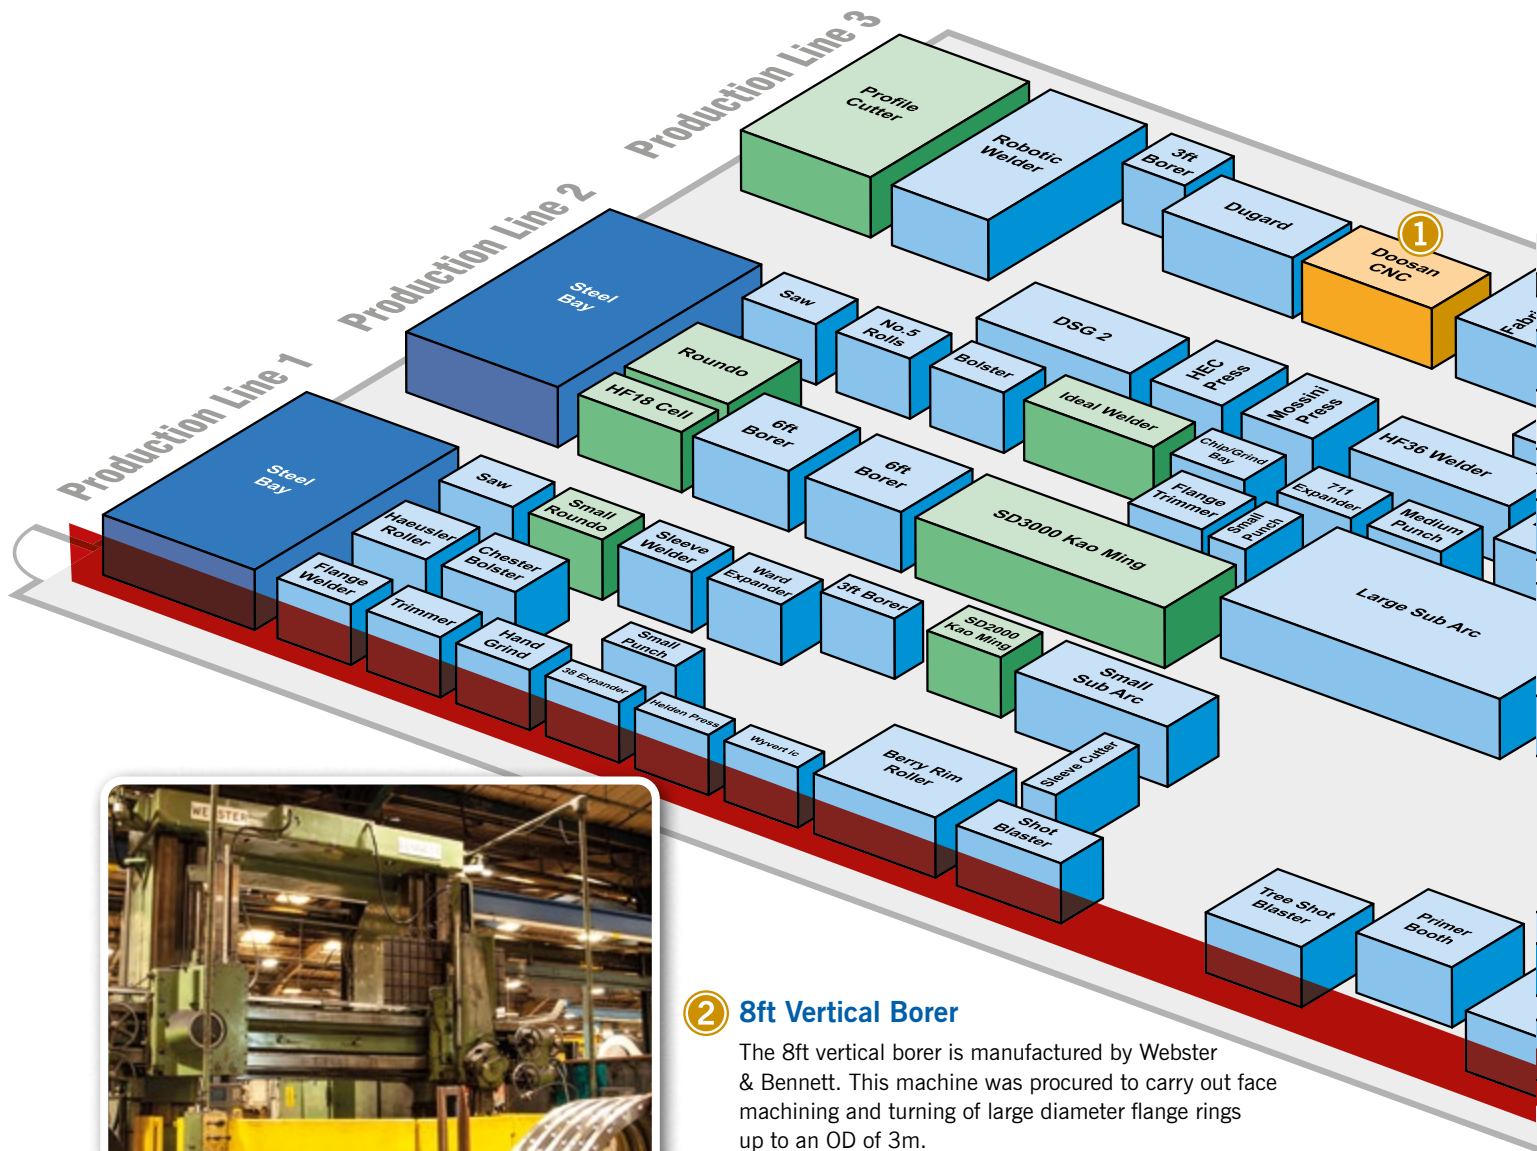 Production Line 3
Production Line 2
Production Line 1
Profile
Cutter
Robotic
Welder
3ft
Borer
Dugard
1
Doosan
CNC
Steel
Bay
Saw
No.5
Rolls
Bolster
DSG 2
HEC
Press
Mossini
Press
HF36 Welder
Roundo
HF18 Cell
6ft
Borer
6ft
Borer
Ideal Welder
Chip/Grind
Bay
Flange
Trimmer
Small
Punch
711
Expander
Medium
Punch
SD3000 Kao Ming
Large Sub Arc
Steel
Bay
Saw
Small
Roundo
Haeusler
Roller
Chester
Bolster
Sleeve
Welder
Ward
Expander
3ft Borer
SD2000
Kao Ming
Small
Sub Arc
Sleeve Cutter
Flange
Welder
Trimmer
Hand
Grind
Small
Punch
38 Expander
Helden Press
Wyvert ic
Berry Rim
Roller
Shot
Blaster
Tree Shot
Blaster
Primer
Booth
WEBSTER
2 8ft Vertical Borer
The 8ft vertical borer is manufactured by Webster
& Bennett. This machine was procured to carry out face
machining and turning of large diameter flange rings
up to an OD of 3m.